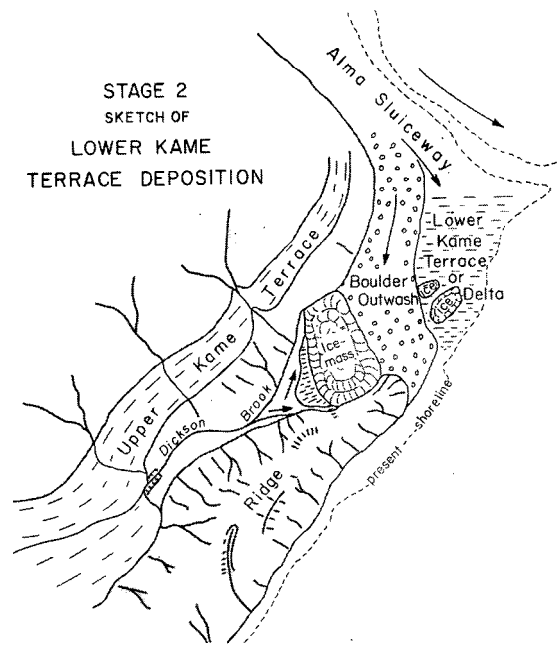 STAGE 2
SKETCH OF
LOWER KAME
TERRACE DEPOSITION
Alma Sluiceway
Lower
Kame
Terrace
or
Delta
Boulder
Outwash
Ice
Ice
Ice-
mass
Upper Kame Terrace
Dickson Brook
Ridge
present shoreline